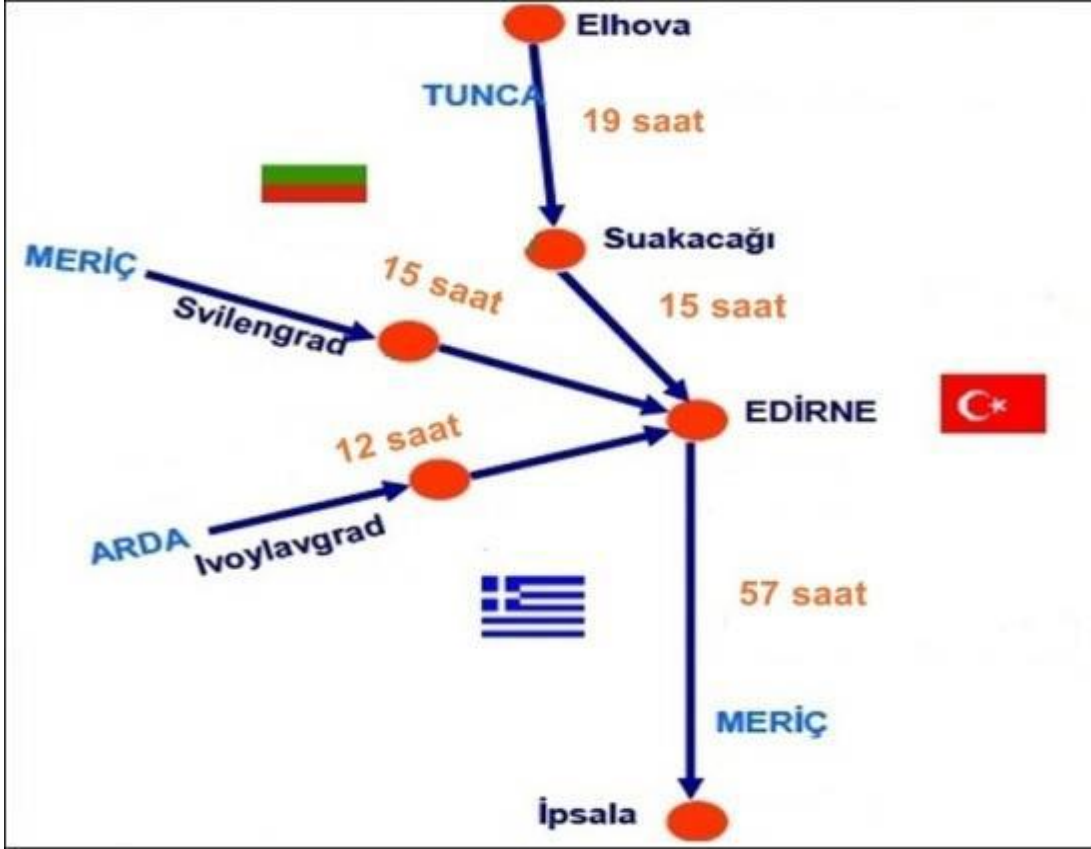 Elhova
TUNCA
19 saat
Suakacağı
MERİÇ
15 saat
15 saat
Svilengrad
EDİRNE
12 saat
ARDA
Ivoylavgrad
57 saat
MERİÇ
İpsala